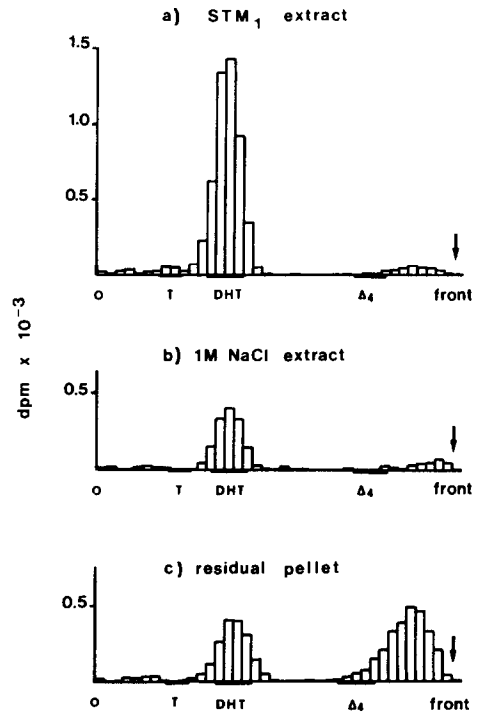 a) STM₁ extract
1.5
1.0
0.5
O T DHT Δ₄ front
dpm x 10⁻³
b) 1M NaCl extract
0.5
O T DHT Δ₄ front
c) residual pellet
0.5
O T DHT Δ₄ front